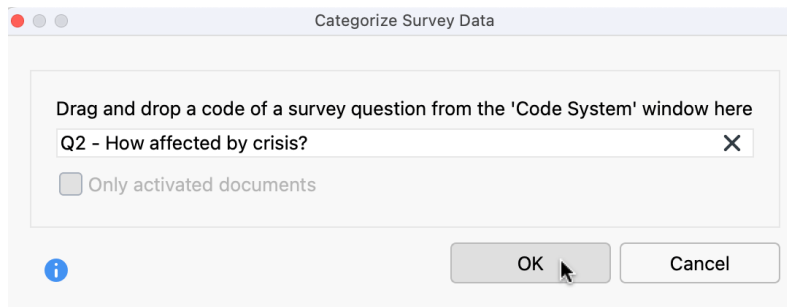 Categorize Survey Data
Drag and drop a code of a survey question from the 'Code System' window here
Q2 - How affected by crisis?
Only activated documents
OK
Cancel